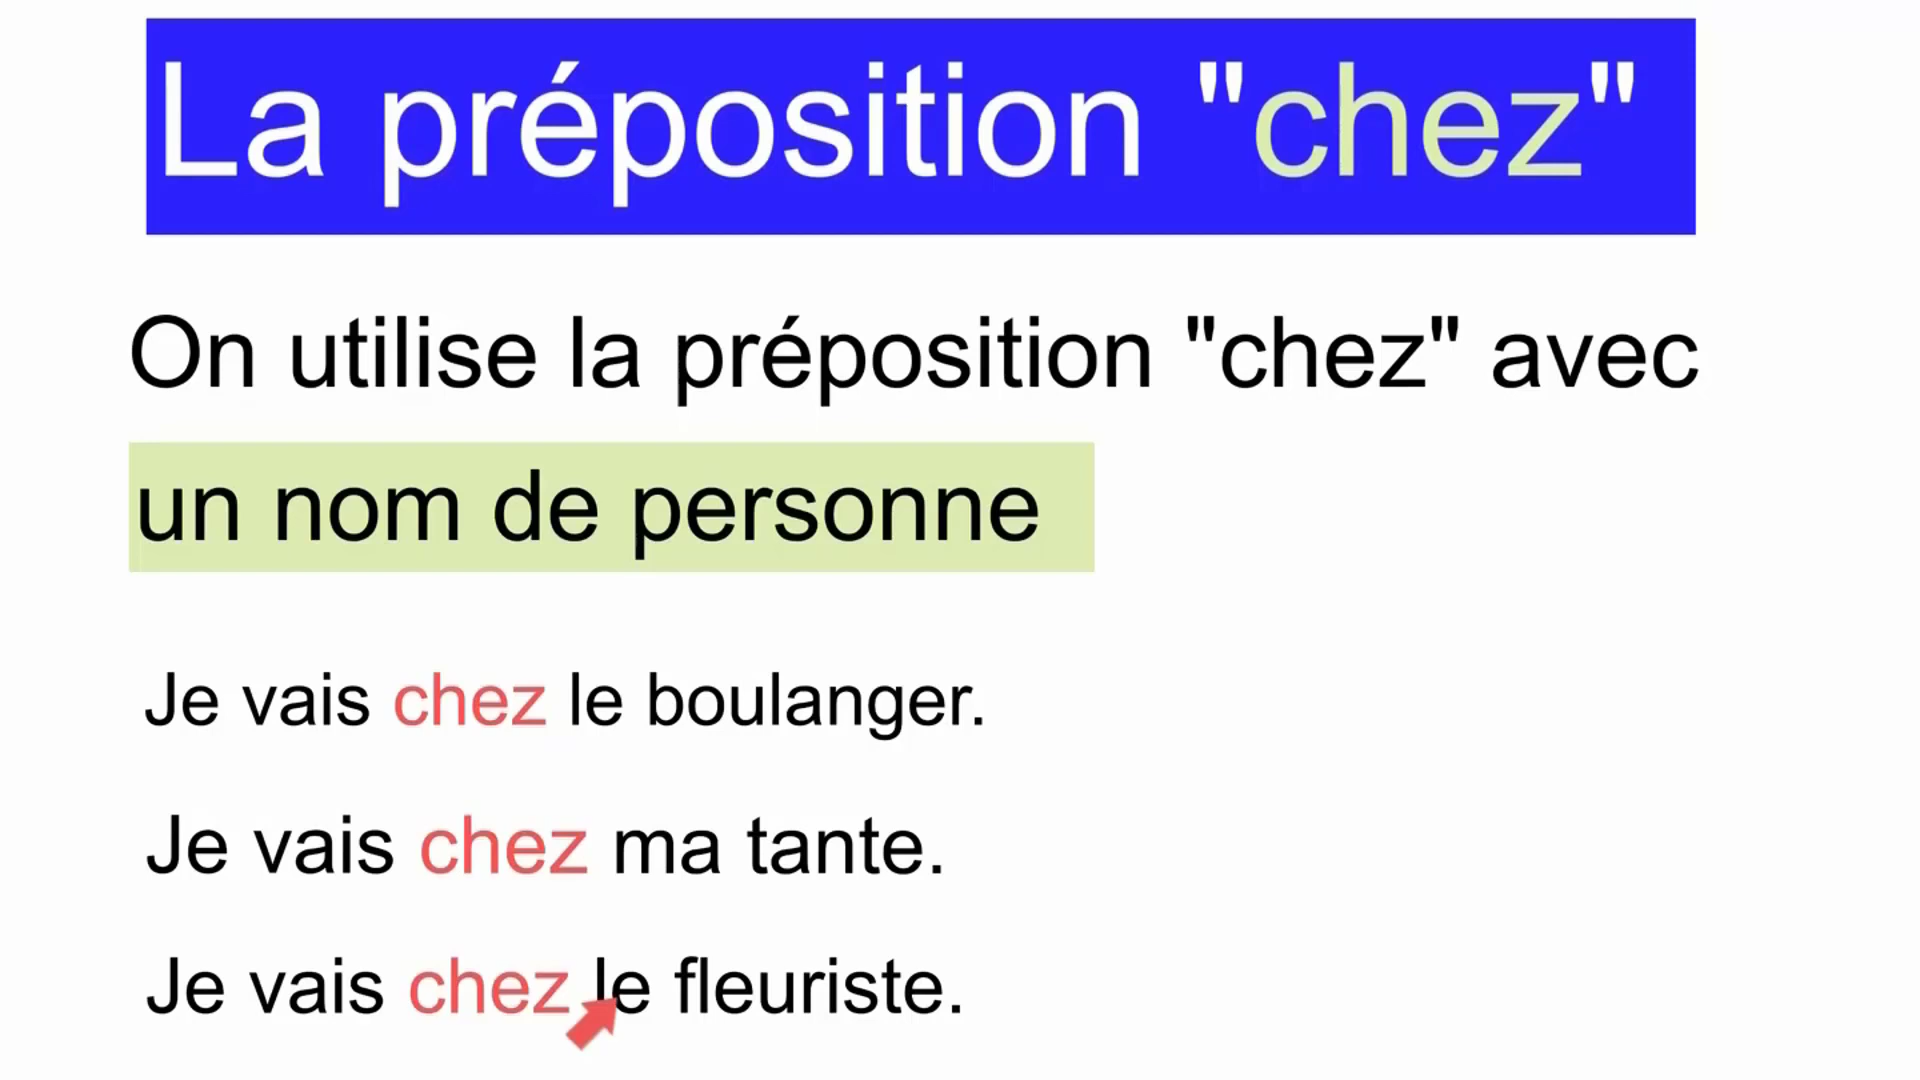 La préposition "chez"
On utilise la préposition "chez" avec
un nom de personne
Je vais chez le boulanger.
Je vais chez ma tante.
Je vais chez le fleuriste.